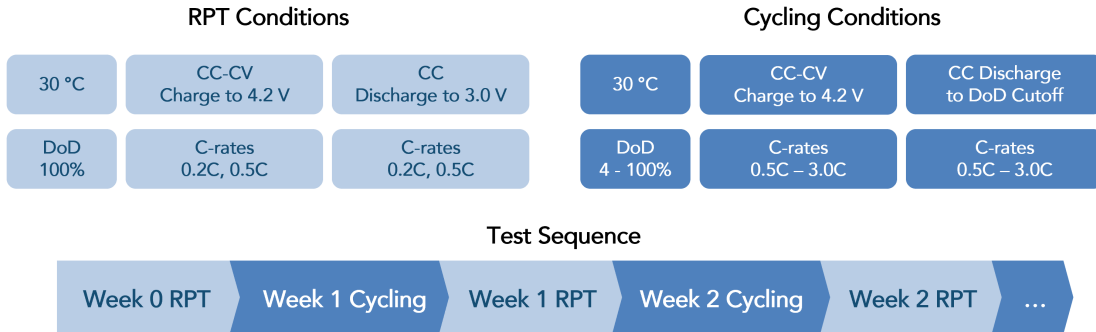 RPT Conditions
Cycling Conditions
30 °C
CC-CV
Charge to 4.2 V
CC
Discharge to 3.0 V
30 °C
CC-CV
Charge to 4.2 V
CC Discharge
to DoD Cutoff
DoD
100%
C-rates
0.2C, 0.5C
C-rates
0.2C, 0.5C
DoD
4 - 100%
C-rates
0.5C – 3.0C
C-rates
0.5C – 3.0C
Test Sequence
Week 0 RPT
Week 1 Cycling
Week 1 RPT
Week 2 Cycling
Week 2 RPT
...